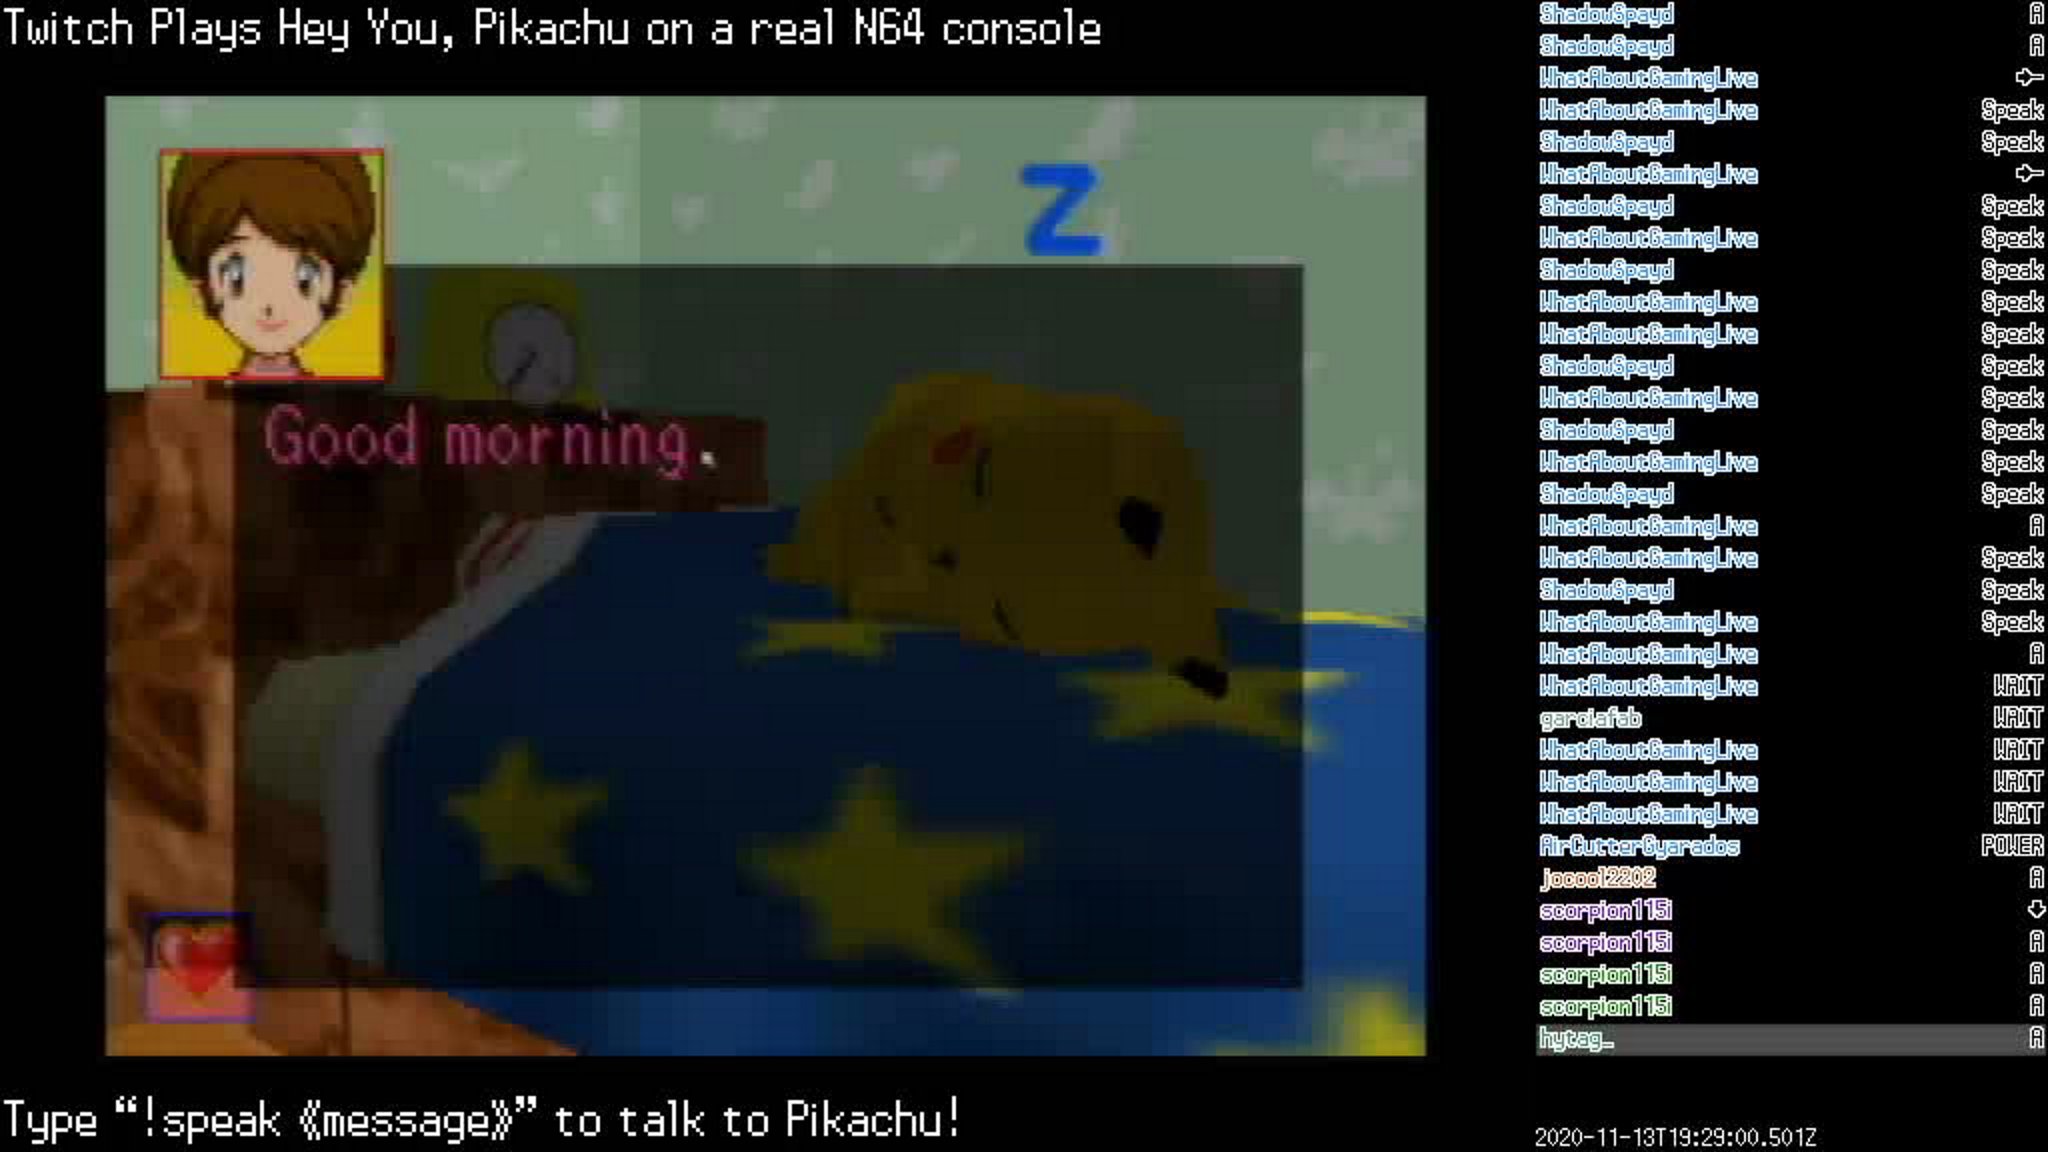 Twitch Plays Hey You, Pikachu on a real N64 console
Z
Good morning.
Type “!speak 《message》” to talk to Pikachu!
ShadowSpayd A
ShadowSpayd A
WhatAboutGamingLive
WhatAboutGamingLive Speak
ShadowSpayd Speak
WhatAboutGamingLive
ShadowSpayd Speak
WhatAboutGamingLive Speak
ShadowSpayd Speak
WhatAboutGamingLive Speak
WhatAboutGamingLive Speak
ShadowSpayd Speak
WhatAboutGamingLive Speak
ShadowSpayd Speak
WhatAboutGamingLive Speak
ShadowSpayd Speak
WhatAboutGamingLive A
WhatAboutGamingLive Speak
ShadowSpayd Speak
WhatAboutGamingLive Speak
WhatAboutGamingLive A
WhatAboutGamingLive WAIT
garciafab WAIT
WhatAboutGamingLive WAIT
WhatAboutGamingLive WAIT
WhatAboutGamingLive WAIT
AirCutterGyarados POWER
jocool2202 A
scorpion115i ↓
scorpion115i A
scorpion115i A
scorpion115i A
hytag_ A
2020-11-13T19:29:00.501Z